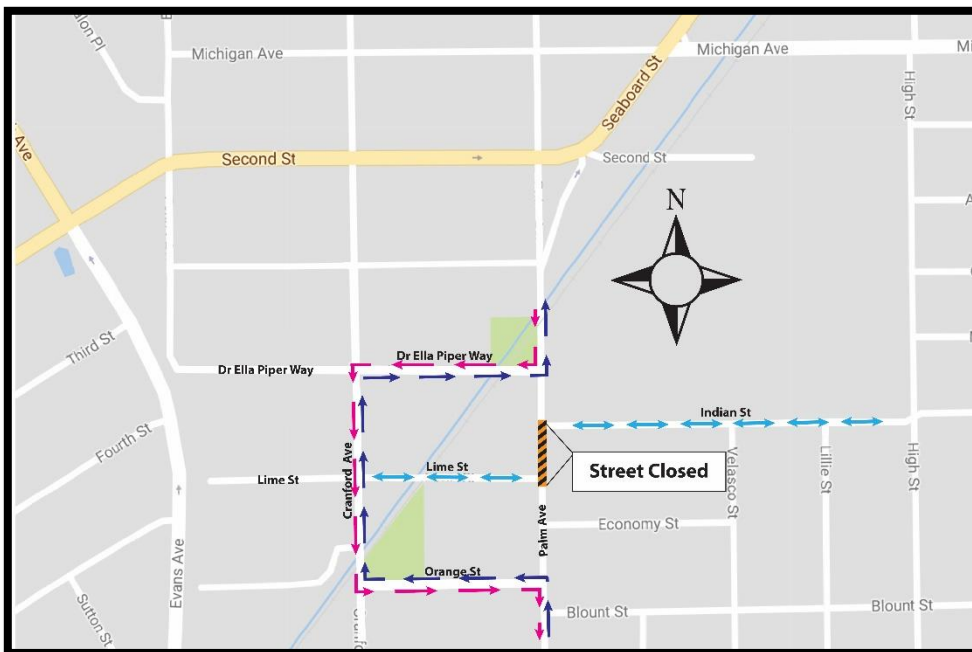 Michigan Ave
Michigan Ave
Seaboard St
High St
Second St
Second St
Ave
N
Third St
Dr Ella Piper Way
Dr Ella Piper Way
Indian St
Fourth St
Lime St
Lime St
Cranford Ave
Street Closed
Velasco St
Lillie St
High St
Palm Ave
Economy St
Evans Ave
Orange St
Sutton St
Blount St
Blount St